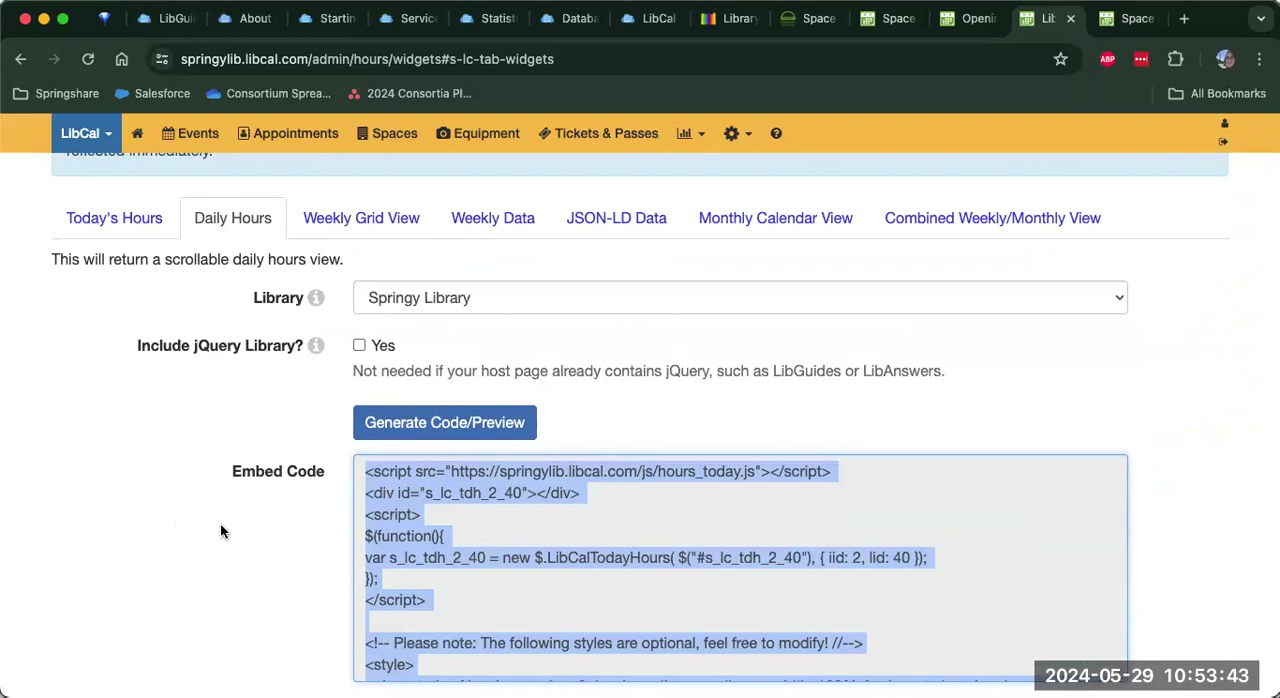 LibGui
About
Startin
Service
Statist
Databa
LibCal
Library
Space
Space
Openin
Lib
Space
springylib.libcal.com/admin/hours/widgets#s-lc-tab-widgets
ABP
Springshare
Salesforce
Consortium Sprea...
2024 Consortia Pl...
All Bookmarks
LibCal
Events
Appointments
Spaces
Equipment
Tickets & Passes
reflected immediately.
Today's Hours
Daily Hours
Weekly Grid View
Weekly Data
JSON-LD Data
Monthly Calendar View
Combined Weekly/Monthly View
This will return a scrollable daily hours view.
Library
Springy Library
Include jQuery Library?
Yes
Not needed if your host page already contains jQuery, such as LibGuides or LibAnswers.
Generate Code/Preview
Embed Code
<script src="https://springylib.libcal.com/js/hours_today.js"></script>
<div id="s_lc_tdh_2_40"></div>
<script>
$(function(){
var s_lc_tdh_2_40 = new $.LibCalTodayHours( $("#s_lc_tdh_2_40"), { iid: 2, lid: 40 });
});
</script>
<!-- Please note: The following styles are optional, feel free to modify! //-->
<style>
2024-05-29 10:53:43